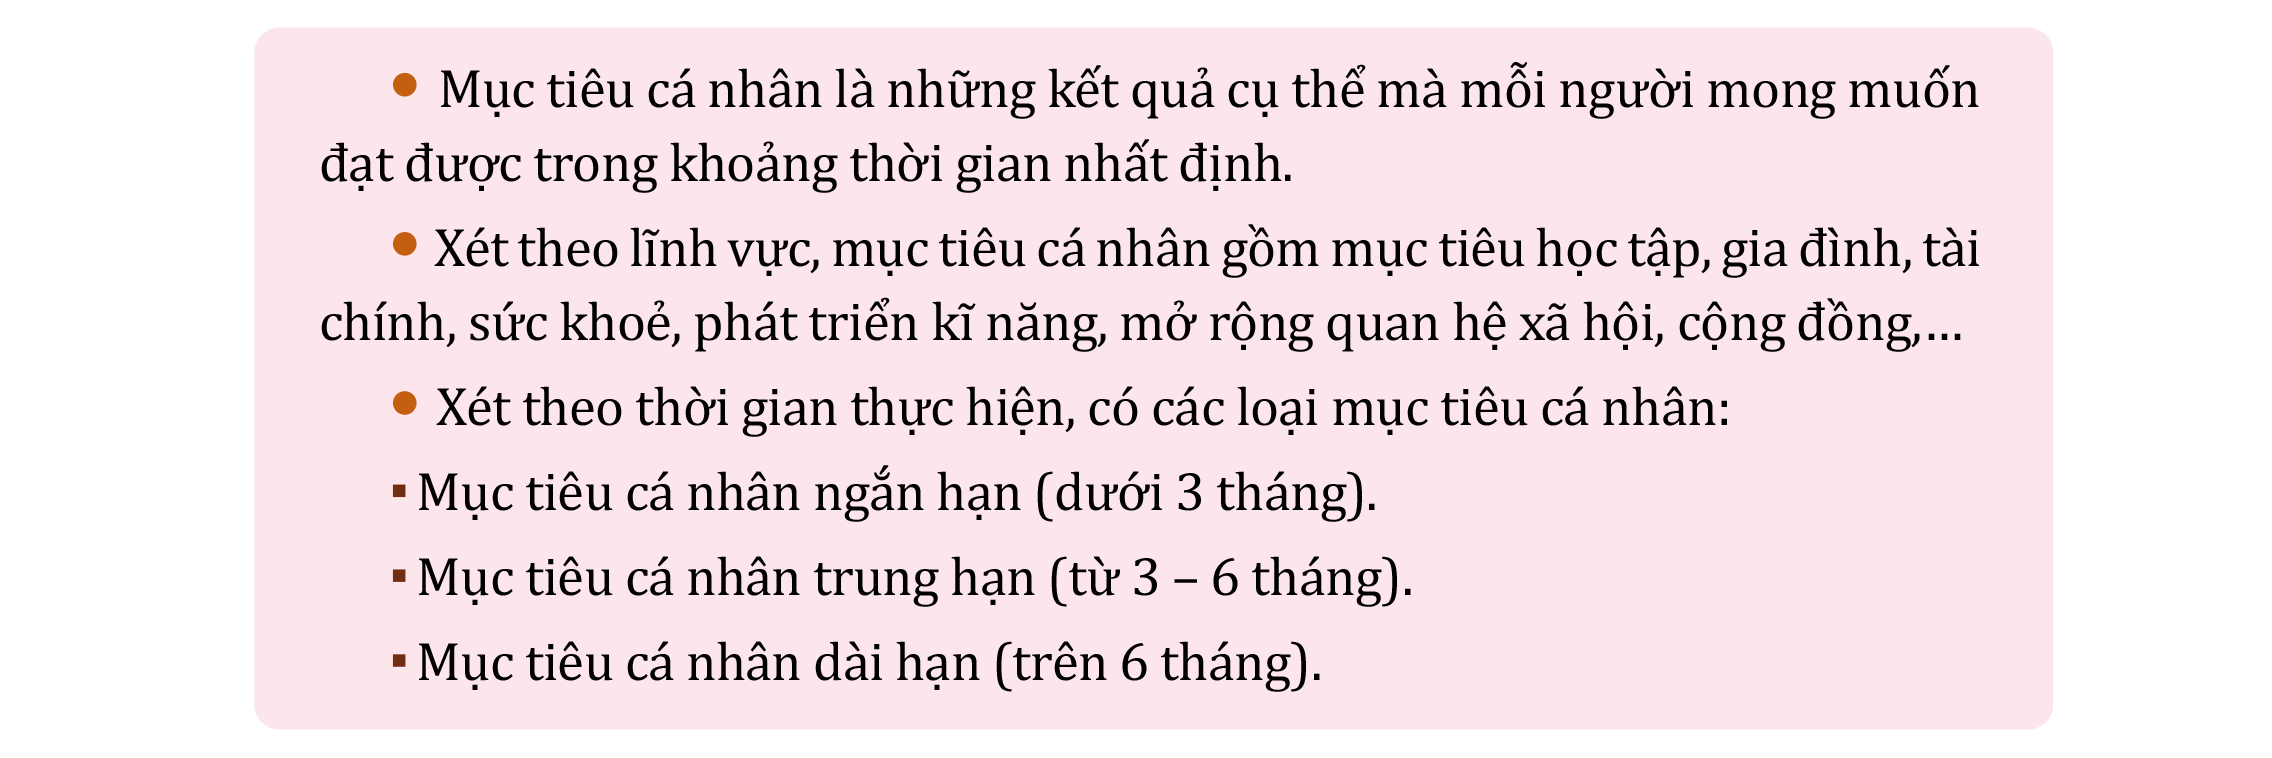 ● Mục tiêu cá nhân là những kết quả cụ thể mà mỗi người mong muốn
đạt được trong khoảng thời gian nhất định.
● Xét theo lĩnh vực, mục tiêu cá nhân gồm mục tiêu học tập, gia đình, tài
chính, sức khoẻ, phát triển kĩ năng, mở rộng quan hệ xã hội, cộng đồng,...
● Xét theo thời gian thực hiện, có các loại mục tiêu cá nhân:
▪ Mục tiêu cá nhân ngắn hạn (dưới 3 tháng).
▪ Mục tiêu cá nhân trung hạn (từ 3 – 6 tháng).
▪ Mục tiêu cá nhân dài hạn (trên 6 tháng).